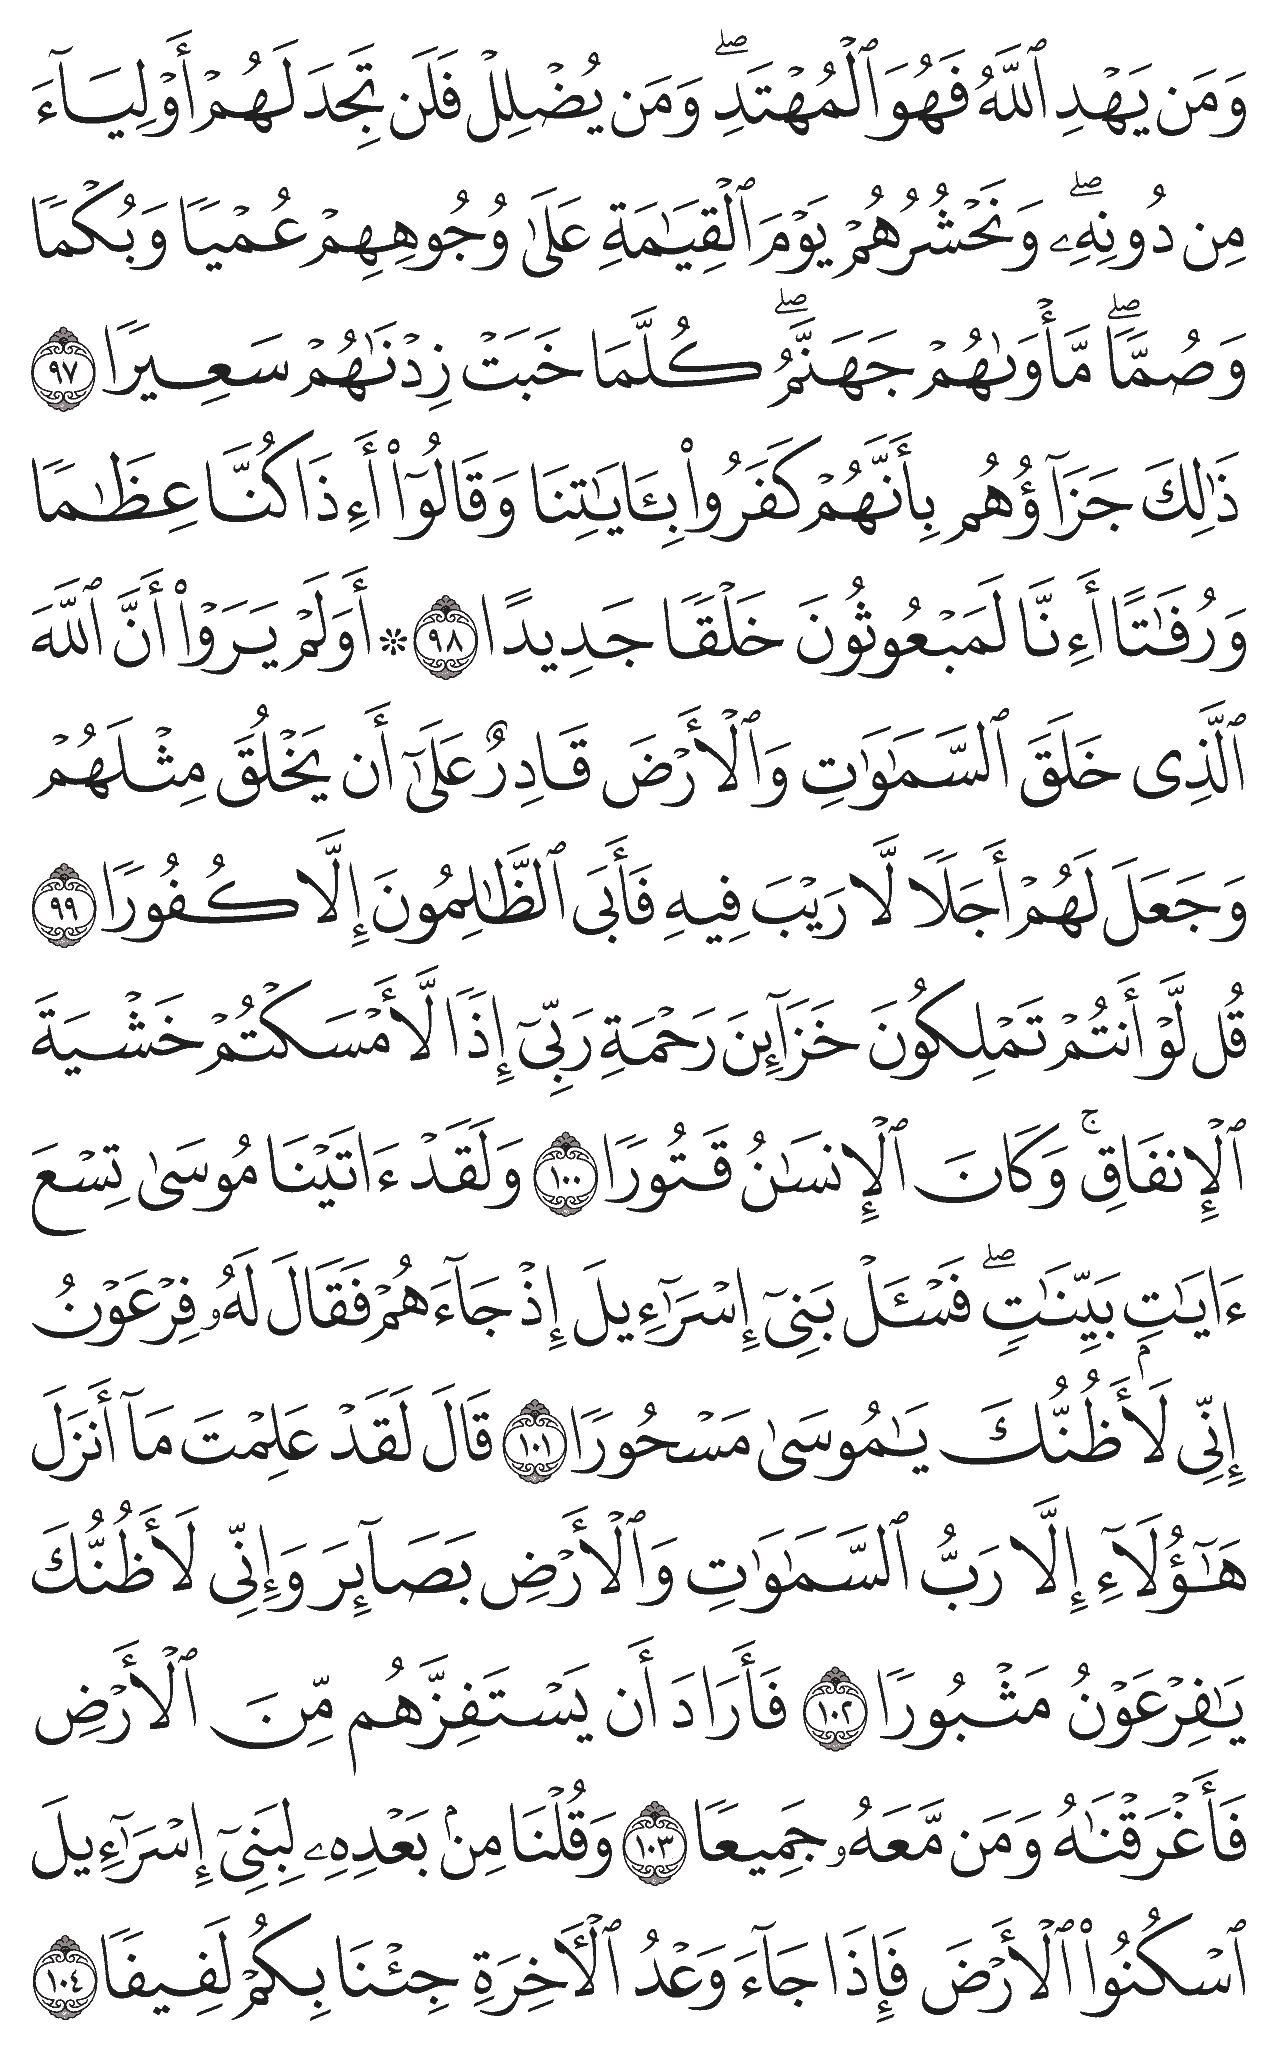 وَمَن يَهۡدِ ٱللَّهُ فَهُوَ ٱلۡمُهۡتَدِۖ وَمَن يُضۡلِلۡ فَلَن تَجِدَ لَهُمۡ أَوۡلِيَآءَ
مِن دُونِهِۦۖ وَنَحۡشُرُهُمۡ يَوۡمَ ٱلۡقِيَٰمَةِ عَلَىٰ وُجُوهِهِمۡ عُمۡيٗا وَبُكۡمٗا
وَصُمّٗاۖ مَّأۡوَىٰهُمۡ جَهَنَّمُۖ كُلَّمَا خَبَتۡ زِدۡنَٰهُمۡ سَعِيرٗا ٩٧
ذَٰلِكَ جَزَآؤُهُم بِأَنَّهُمۡ كَفَرُواْ بِـَٔايَٰتِنَا وَقَالُوٓاْ أَءِذَا كُنَّا عِظَٰمٗا
وَرُفَٰتًا أَءِنَّا لَمَبۡعُوثُونَ خَلۡقٗا جَدِيدًا ٩٨ ۞ أَوَلَمۡ يَرَوۡاْ أَنَّ ٱللَّهَ
ٱلَّذِي خَلَقَ ٱلسَّمَٰوَٰتِ وَٱلۡأَرۡضَ قَادِرٌ عَلَىٰٓ أَن يَخۡلُقَ مِثۡلَهُمۡ
وَجَعَلَ لَهُمۡ أَجَلٗا لَّا رَيۡبَ فِيهِ فَأَبَى ٱلظَّٰلِمُونَ إِلَّا كُفُورٗا ٩٩
قُل لَّوۡ أَنتُمۡ تَمۡلِكُونَ خَزَآئِنَ رَحۡمَةِ رَبِّيٓ إِذٗا لَّأَمۡسَكۡتُمۡ خَشۡيَةَ
ٱلۡإِنفَاقِۚ وَكَانَ ٱلۡإِنسَٰنُ قَتُورٗا ١٠٠ وَلَقَدۡ ءَاتَيۡنَا مُوسَىٰ تِسۡعَ
ءَايَٰتِۭ بَيِّنَٰتٖۖ فَسۡـَٔلۡ بَنِيٓ إِسۡرَٰٓءِيلَ إِذۡ جَآءَهُمۡ فَقَالَ لَهُۥ فِرۡعَوۡنُ
إِنِّي لَأَظُنُّكَ يَٰمُوسَىٰ مَسۡحُورٗا ١٠١ قَالَ لَقَدۡ عَلِمۡتَ مَآ أَنزَلَ
هَٰٓؤُلَآءِ إِلَّا رَبُّ ٱلسَّمَٰوَٰتِ وَٱلۡأَرۡضِ بَصَآئِرَ وَإِنِّي لَأَظُنُّكَ
يَٰفِرۡعَوۡنُ مَثۡبُورٗا ١٠٢ فَأَرَادَ أَن يَسۡتَفِزَّهُم مِّنَ ٱلۡأَرۡضِ
فَأَغۡرَقۡنَٰهُ وَمَن مَّعَهُۥ جَمِيعٗا ١٠٣ وَقُلۡنَا مِنۢ بَعۡدِهِۦ لِبَنِيٓ إِسۡرَٰٓءِيلَ
ٱسۡكُنُواْ ٱلۡأَرۡضَ فَإِذَا جَآءَ وَعۡدُ ٱلۡأٓخِرَةِ جِئۡنَا بِكُمۡ لَفِيفٗا ١٠٤